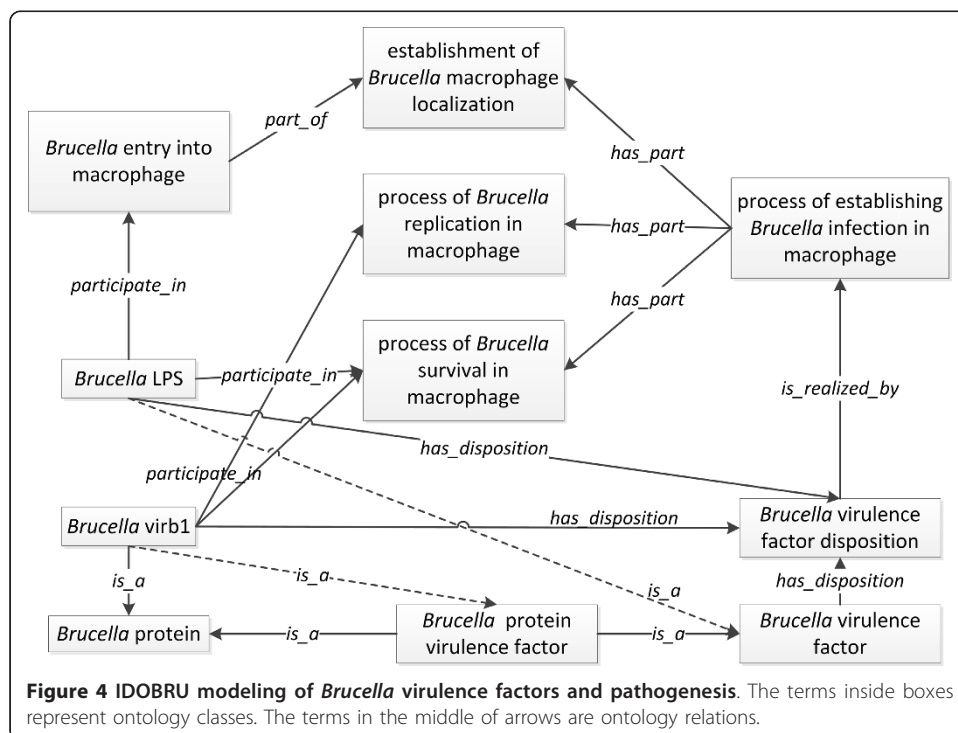 establishment of
Brucella macrophage
localization
part_of
Brucella entry into
macrophage
has_part
process of Brucella
replication in
macrophage
has_part
process of establishing
Brucella infection in
macrophage
participate_in
has_part
process of Brucella
survival in
macrophage
Brucella LPS
participate_in
is_realized_by
has_disposition
participate_in
Brucella virb1
has_disposition
Brucella virulence
factor disposition
is_a
is_a
has_disposition
is_a
Brucella protein
is_a
Brucella protein
virulence factor
is_a
Brucella virulence
factor
Figure 4 IDOBRU modeling of Brucella virulence factors and pathogenesis. The terms inside boxes
represent ontology classes. The terms in the middle of arrows are ontology relations.